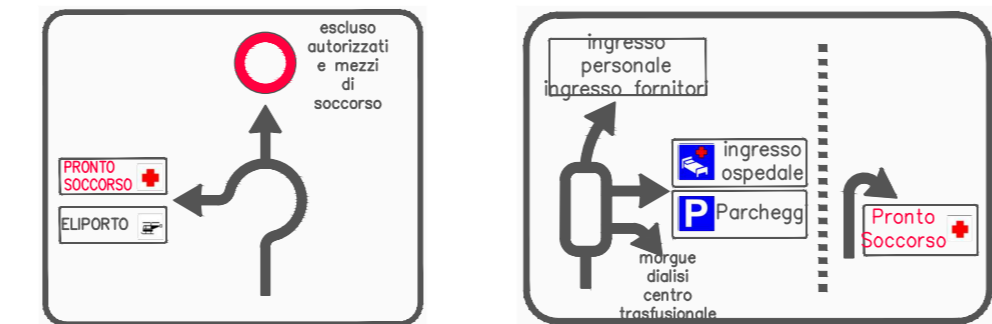 escluso
autorizzati
e mezzi
di
soccorso
PRONTO
SOCCORSO
ELIPORTO
ingresso
personale
ingresso fornitori
ingresso
ospedale
P Parchegg
morgue
dialisi
centro
trasfusionale
Pronto
Soccorso